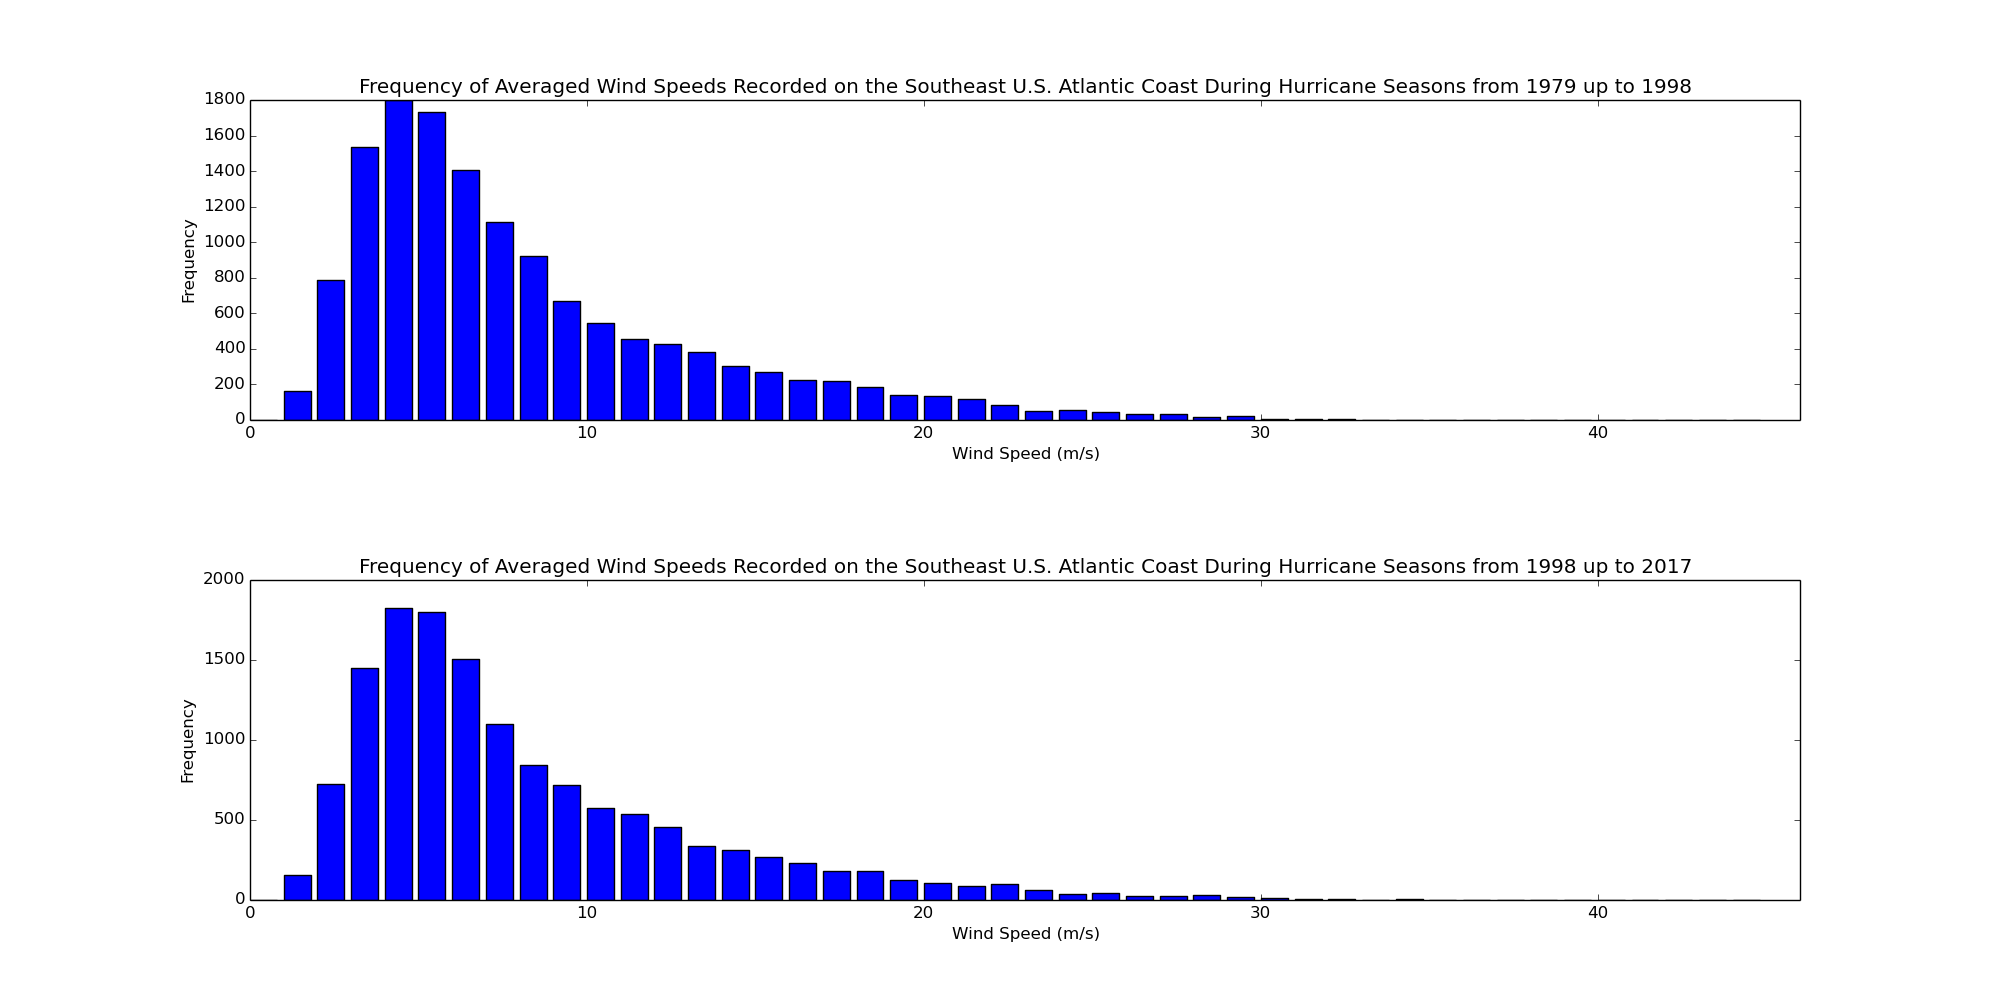 Frequency of Averaged Wind Speeds Recorded on the Southeast U.S. Atlantic Coast During Hurricane Seasons from 1979 up to 1998
1800
1600
1400
1200
1000
800
600
400
200
0
Frequency
0 10 20 30 40
Wind Speed (m/s)
Frequency of Averaged Wind Speeds Recorded on the Southeast U.S. Atlantic Coast During Hurricane Seasons from 1998 up to 2017
2000
1500
1000
500
0
Frequency
0 10 20 30 40
Wind Speed (m/s)